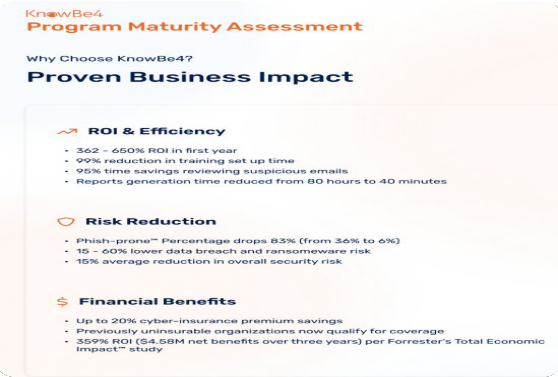 KnowBe4
Program Maturity Assessment
Why Choose KnowBe4?
Proven Business Impact
ROI & Efficiency
• 362 - 650% ROI in first year
• 99% reduction in training set up time
• 95% time savings reviewing suspicious emails
• Reports generation time reduced from 80 hours to 40 minutes
Risk Reduction
• Phish-prone™ Percentage drops 83% (from 36% to 6%)
• 15 - 60% lower data breach and ransomeware risk
• 15% average reduction in overall security risk
$ Financial Benefits
• Up to 20% cyber-insurance premium savings
• Previously uninsurable organizations now qualify for coverage
• 359% ROI ($4.58M net benefits over three years) per Forrester's Total Economic
Impact™ study